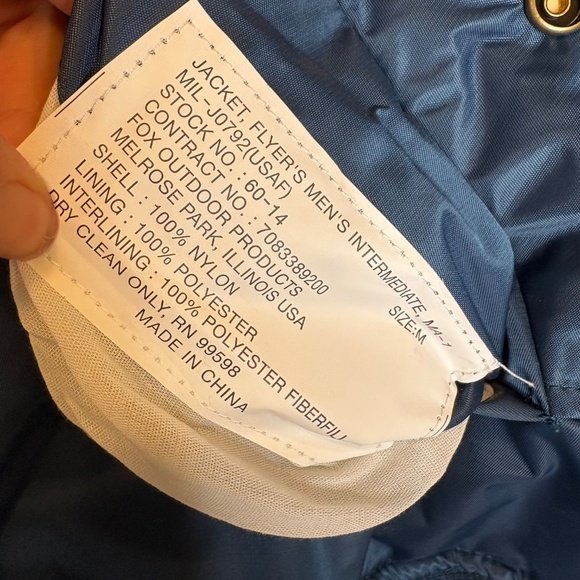 JACKET, FLYER'S MEN'S INTERMEDIATE, MA-1
MIL-J0792(USAF) SIZE:M
STOCK NO : 60-14
CONTRACT NO : 7083389200
FOX OUTDOOR PRODUCTS
MELROSE PARK, ILLINOIS USA
SHELL : 100% NYLON
LINING : 100% POLYESTER
INTERLINING : 100% POLYESTER FIBERFILL
DRY CLEAN ONLY, RN 99598
MADE IN CHINA